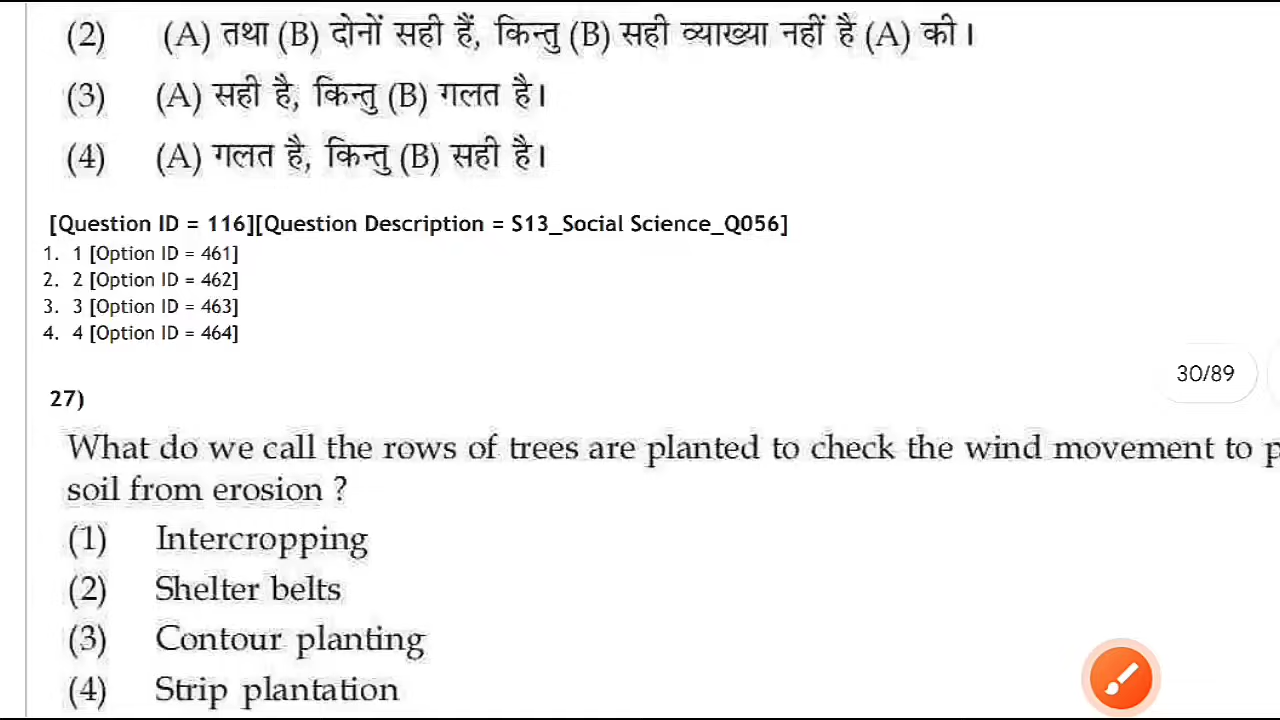 (2) (A) तथा (B) दोनों सही हैं, किन्तु (B) सही व्याख्या नहीं है (A) की।
(3) (A) सही है, किन्तु (B) गलत है।
(4) (A) गलत है, किन्तु (B) सही है।
[Question ID = 116][Question Description = S13_Social Science_Q056]
1. 1 [Option ID = 461]
2. 2 [Option ID = 462]
3. 3 [Option ID = 463]
4. 4 [Option ID = 464]
30/89
27)
What do we call the rows of trees are planted to check the wind movement to
soil from erosion ?
(1) Intercropping
(2) Shelter belts
(3) Contour planting
(4) Strip plantation